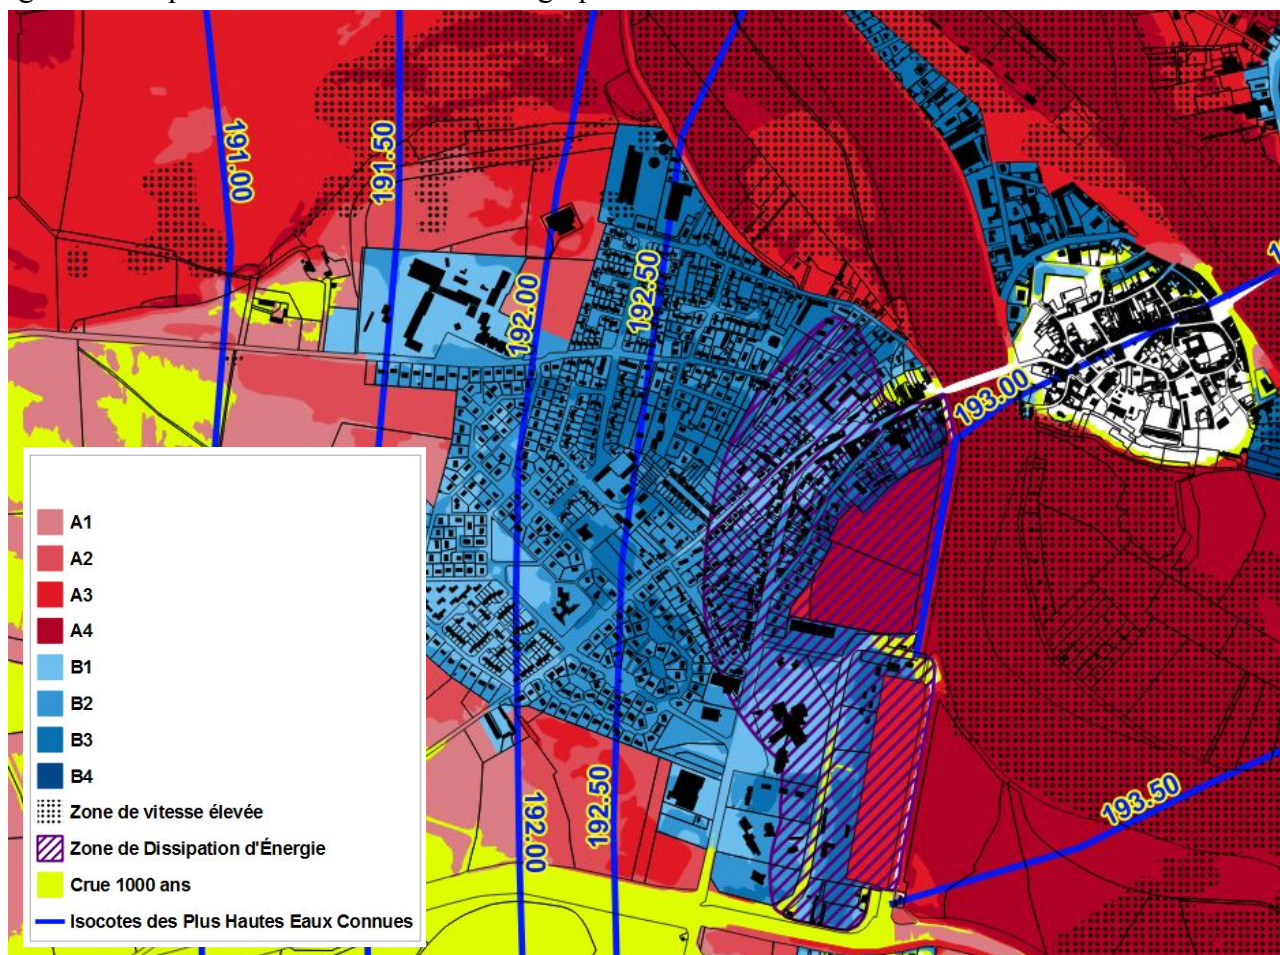 191.00
191.50
192.00
192.50
193.00
193.50
192.00
192.50
A1
A2
A3
A4
B1
B2
B3
B4
Zone de vitesse élevée
Zone de Dissipation d'Énergie
Crue 1000 ans
Isocotes des Plus Hautes Eaux Connues